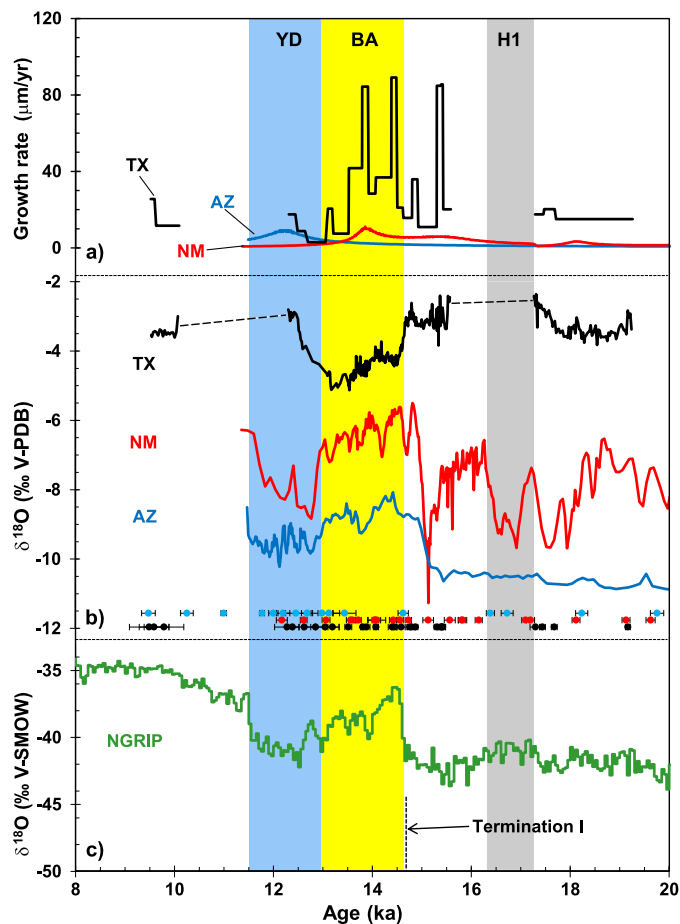 120
YD
BA
H1
80
TX
40
AZ
NM
0
a)
Growth rate (μm/yr)
-2
-4
TX
-6
NM
-8
AZ
-10
b)
-12
δ18O (‰ V-PDB)
-35
NGRIP
-40
-45
Termination I
c)
-50
δ18O (‰ V-SMOW)
8 10 12 14 16 18 20
Age (ka)